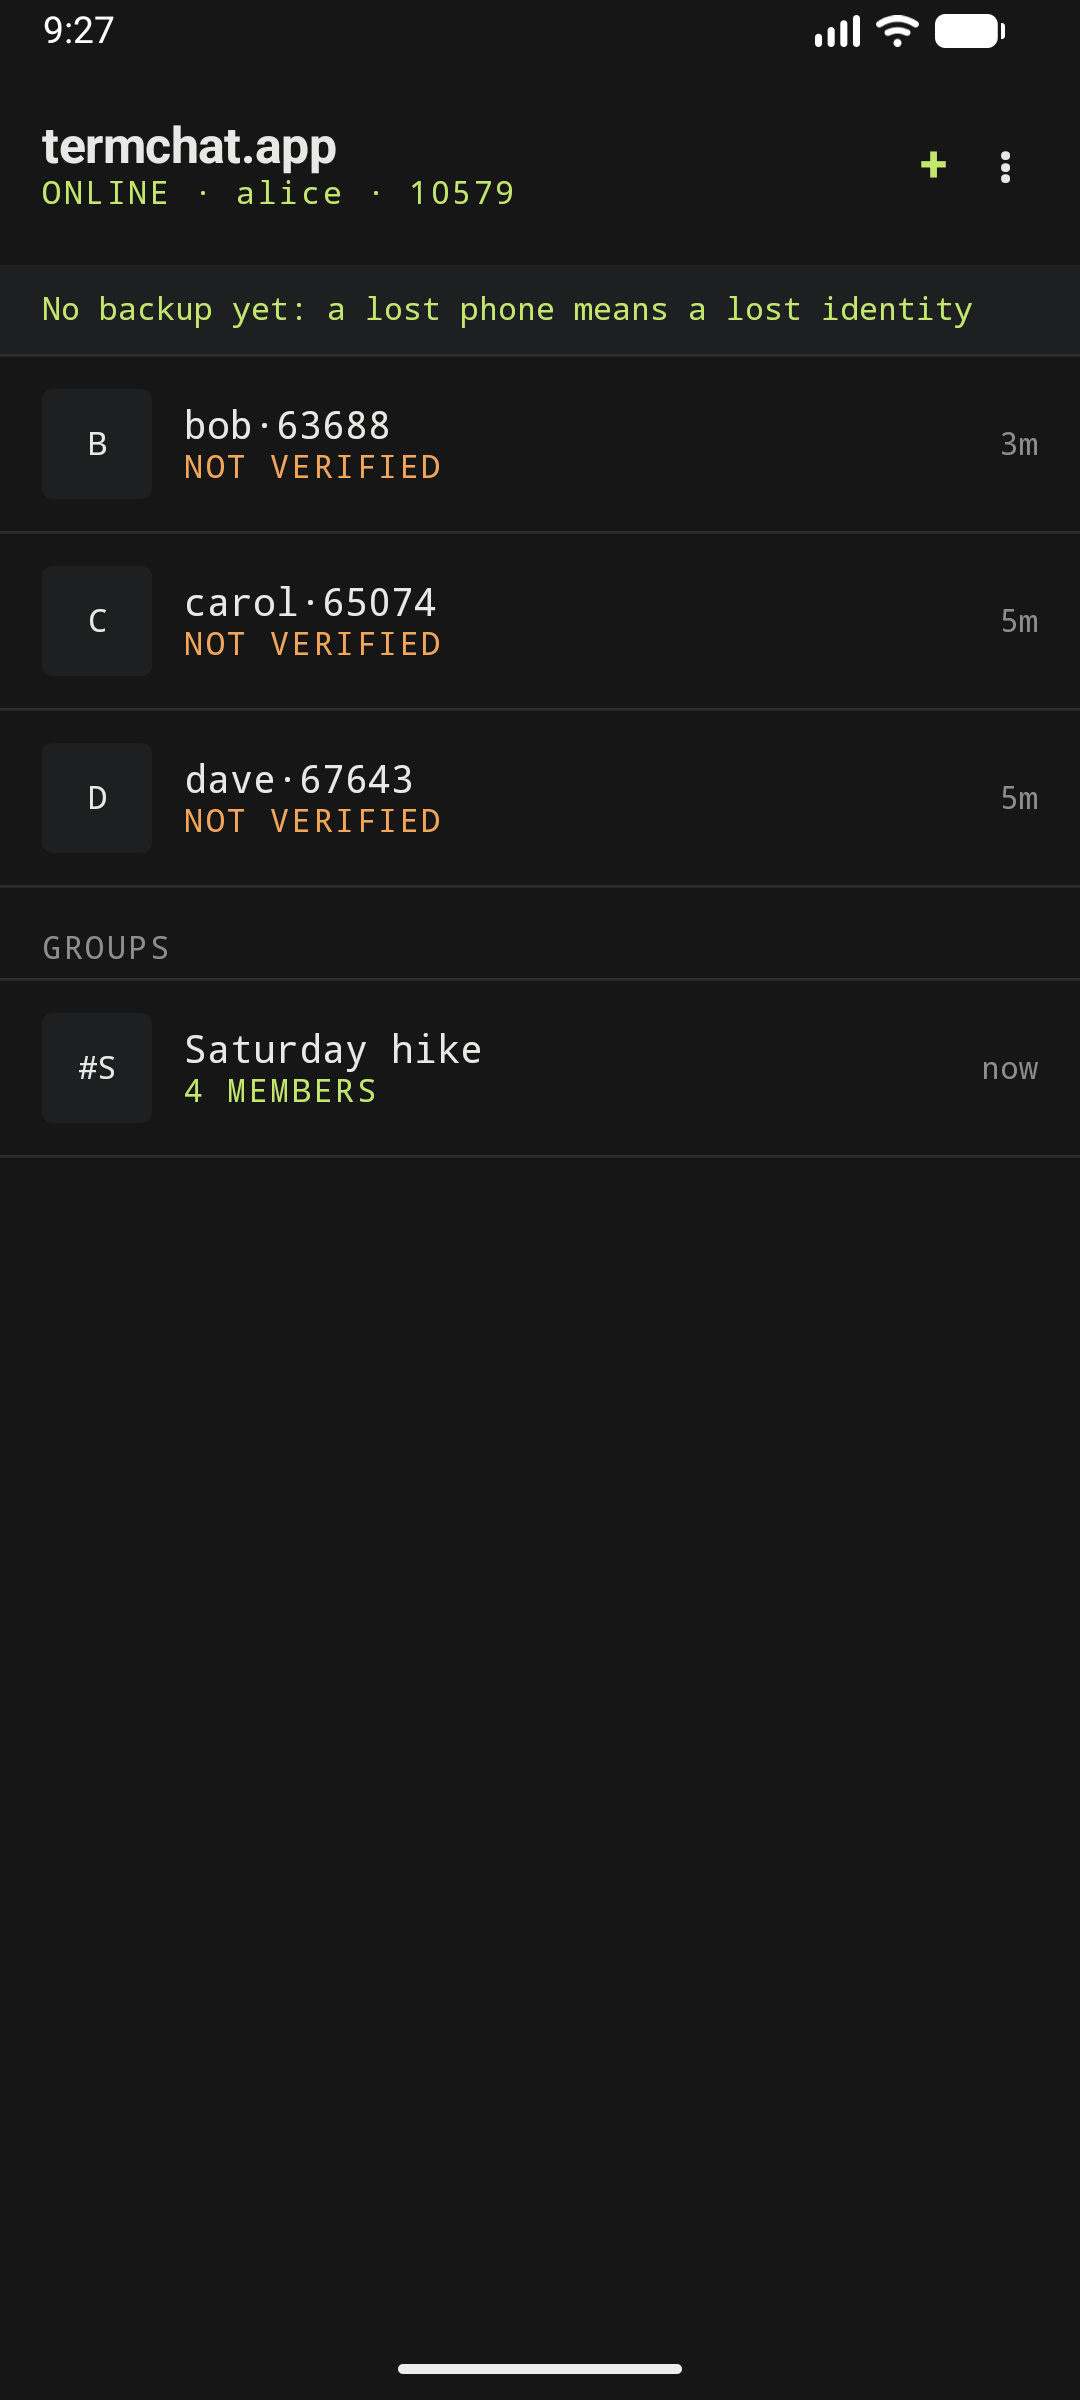 9:27
termchat.app
ONLINE · alice · 10579
No backup yet: a lost phone means a lost identity
B
bob·63688
NOT VERIFIED
3m
C
carol·65074
NOT VERIFIED
5m
D
dave·67643
NOT VERIFIED
5m
GROUPS
#S
Saturday hike
4 MEMBERS
now